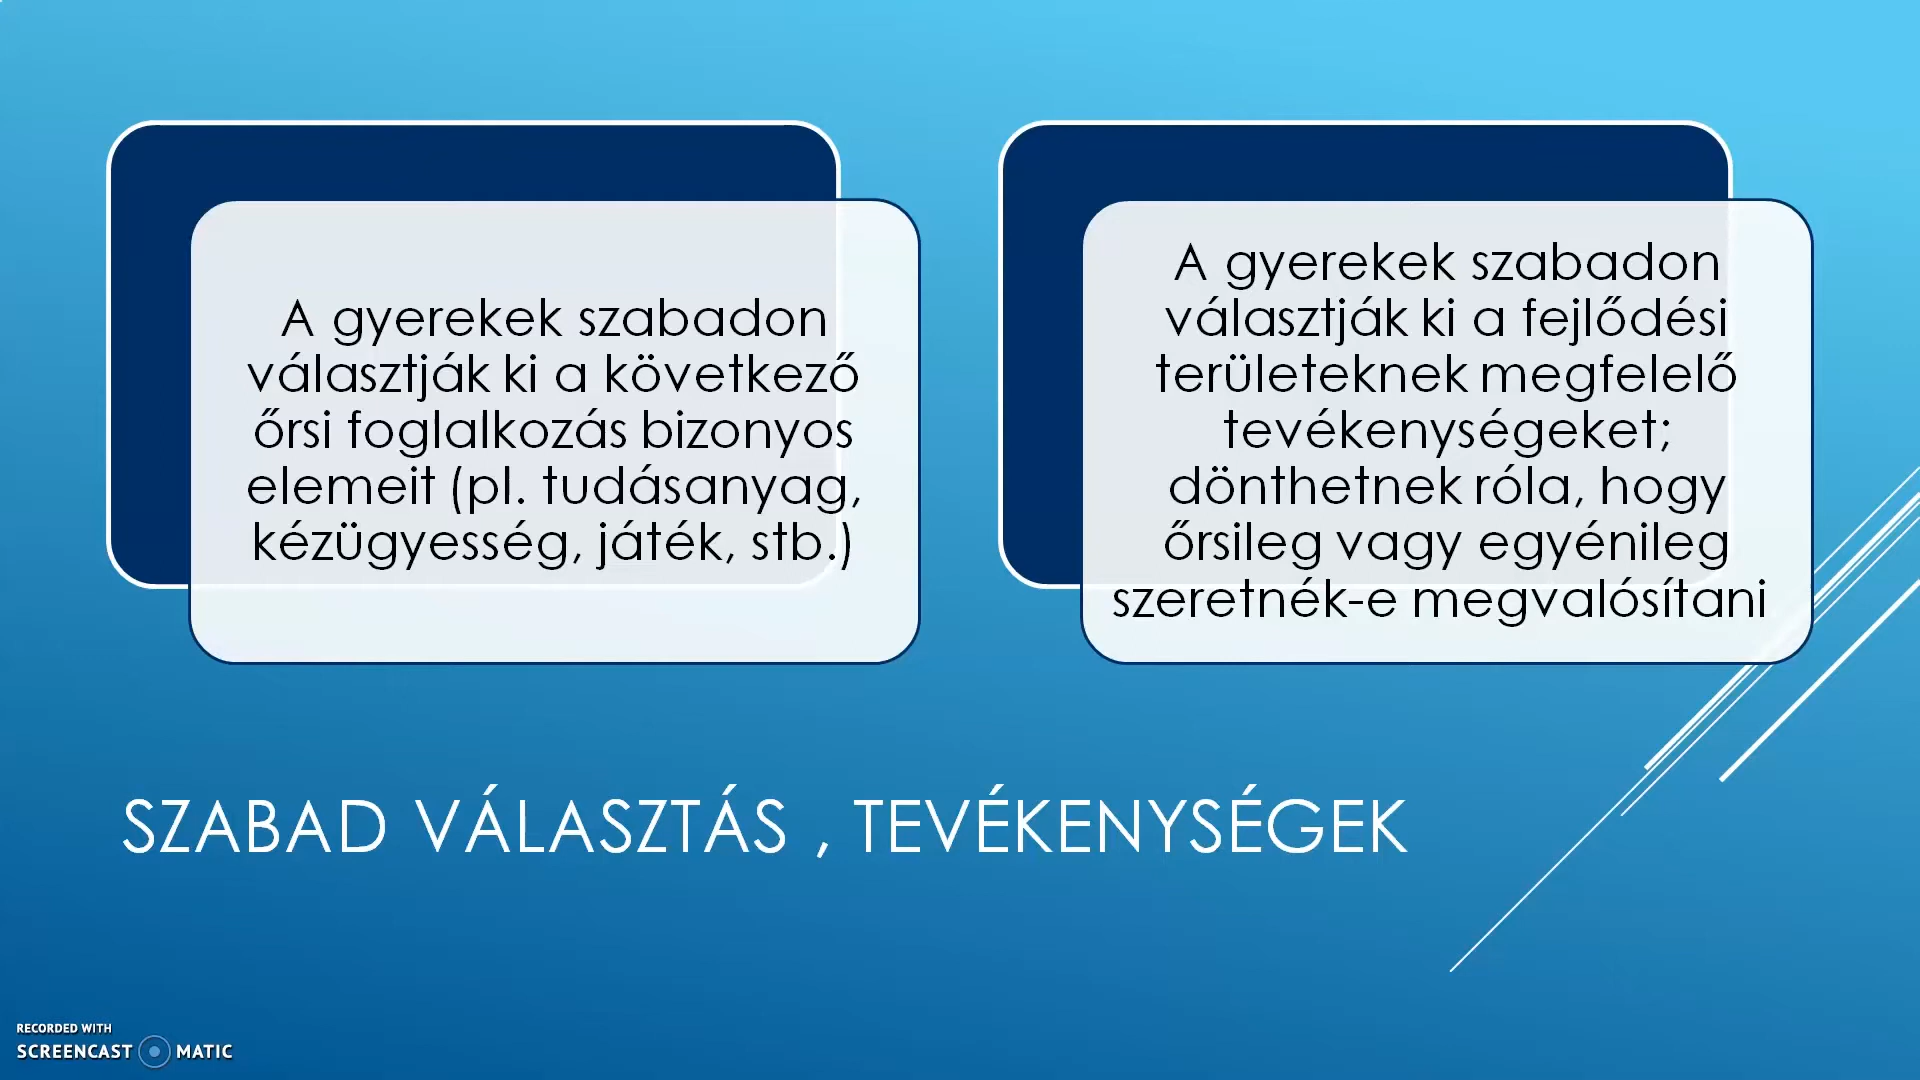 A gyerekek szabadon
választják ki a következő
őrsi foglalkozás bizonyos
elemeit (pl. tudásanyag,
kézügyesség, játék, stb.)
A gyerekek szabadon
választják ki a fejlődési
területeknek megfelelő
tevékenységeket;
dönthetnek róla, hogy
őrsileg vagy egyénileg
szeretnék-e megvalósítani
SZABAD VÁLASZTÁS , TEVÉKENYSÉGEK
RECORDED WITH
SCREENCAST MATIC